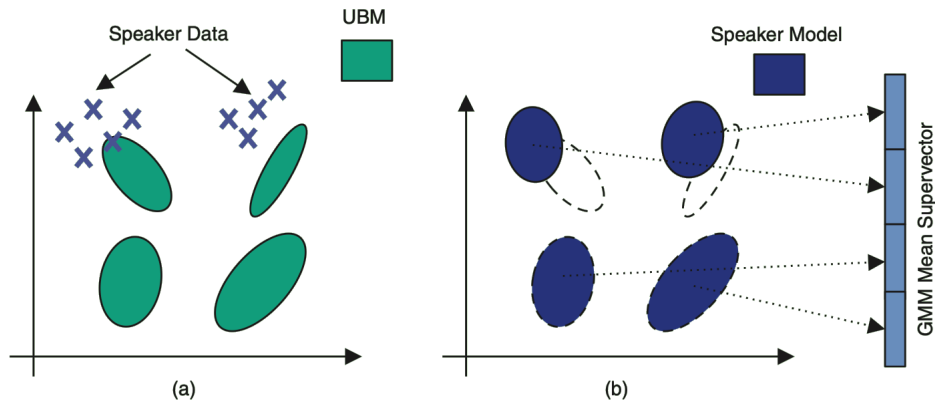 Speaker Data
UBM
(a)
Speaker Model
GMM Mean Supervector
(b)